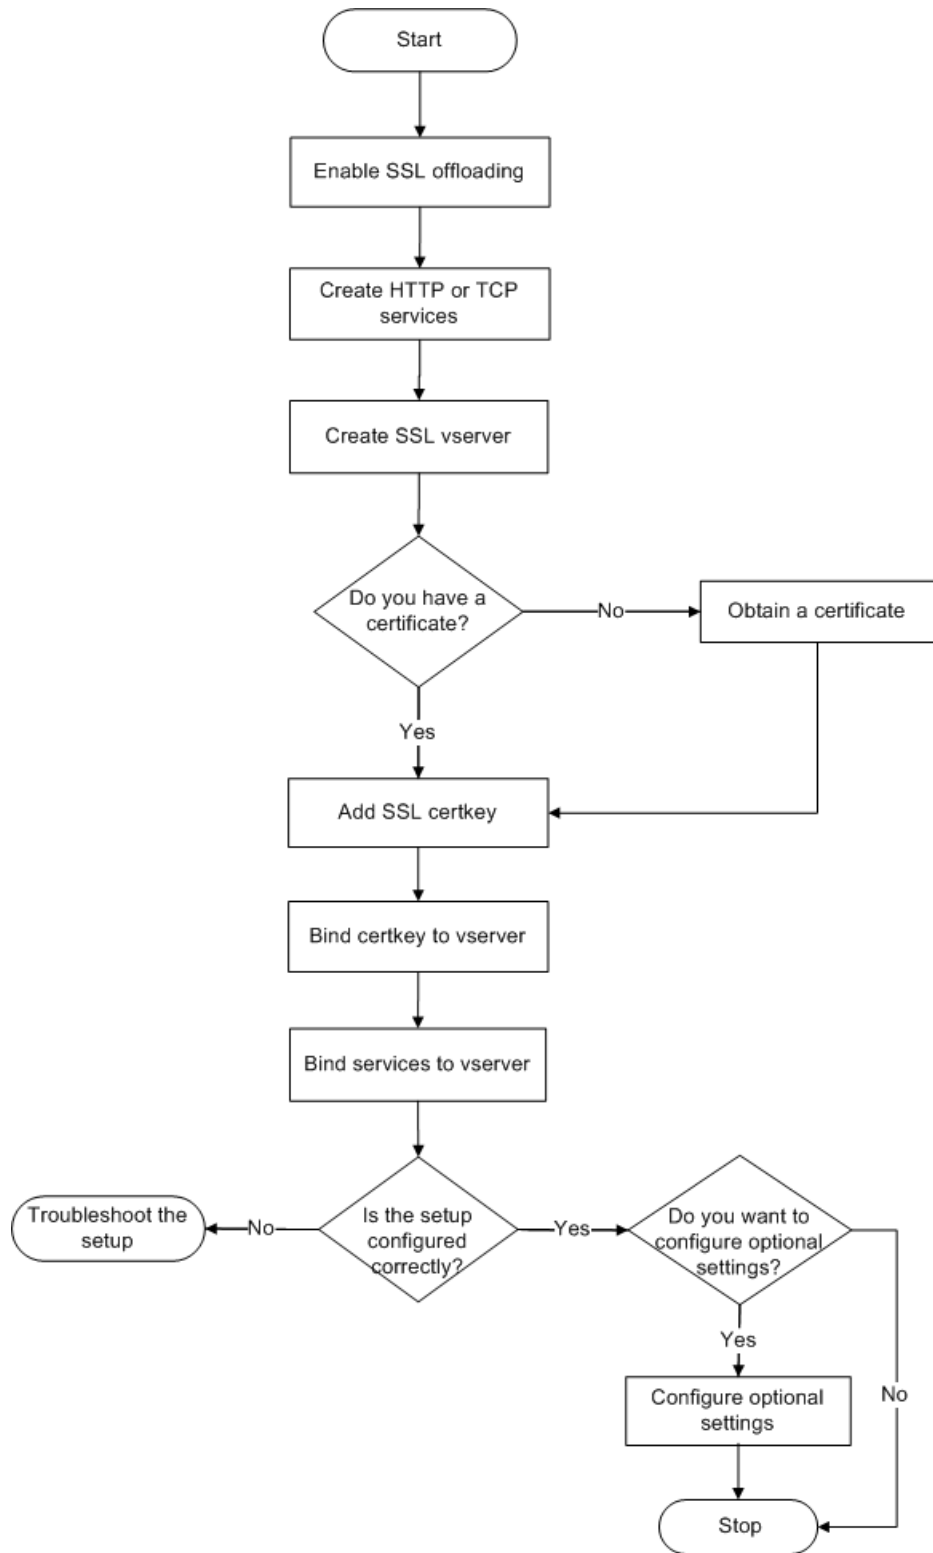 Start
Enable SSL offloading
Create HTTP or TCP
services
Create SSL vserver
Do you have a
certificate?
No
Obtain a certificate
Yes
Add SSL certkey
Bind certkey to vserver
Bind services to vserver
Troubleshoot the
setup
No
Is the setup
configured
correctly?
Yes
Do you want to
configure optional
settings?
Yes
No
Configure optional
settings
Stop